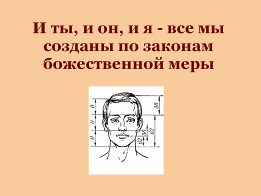 И ты, и он, и я - все мы
созданы по законам
божественной меры